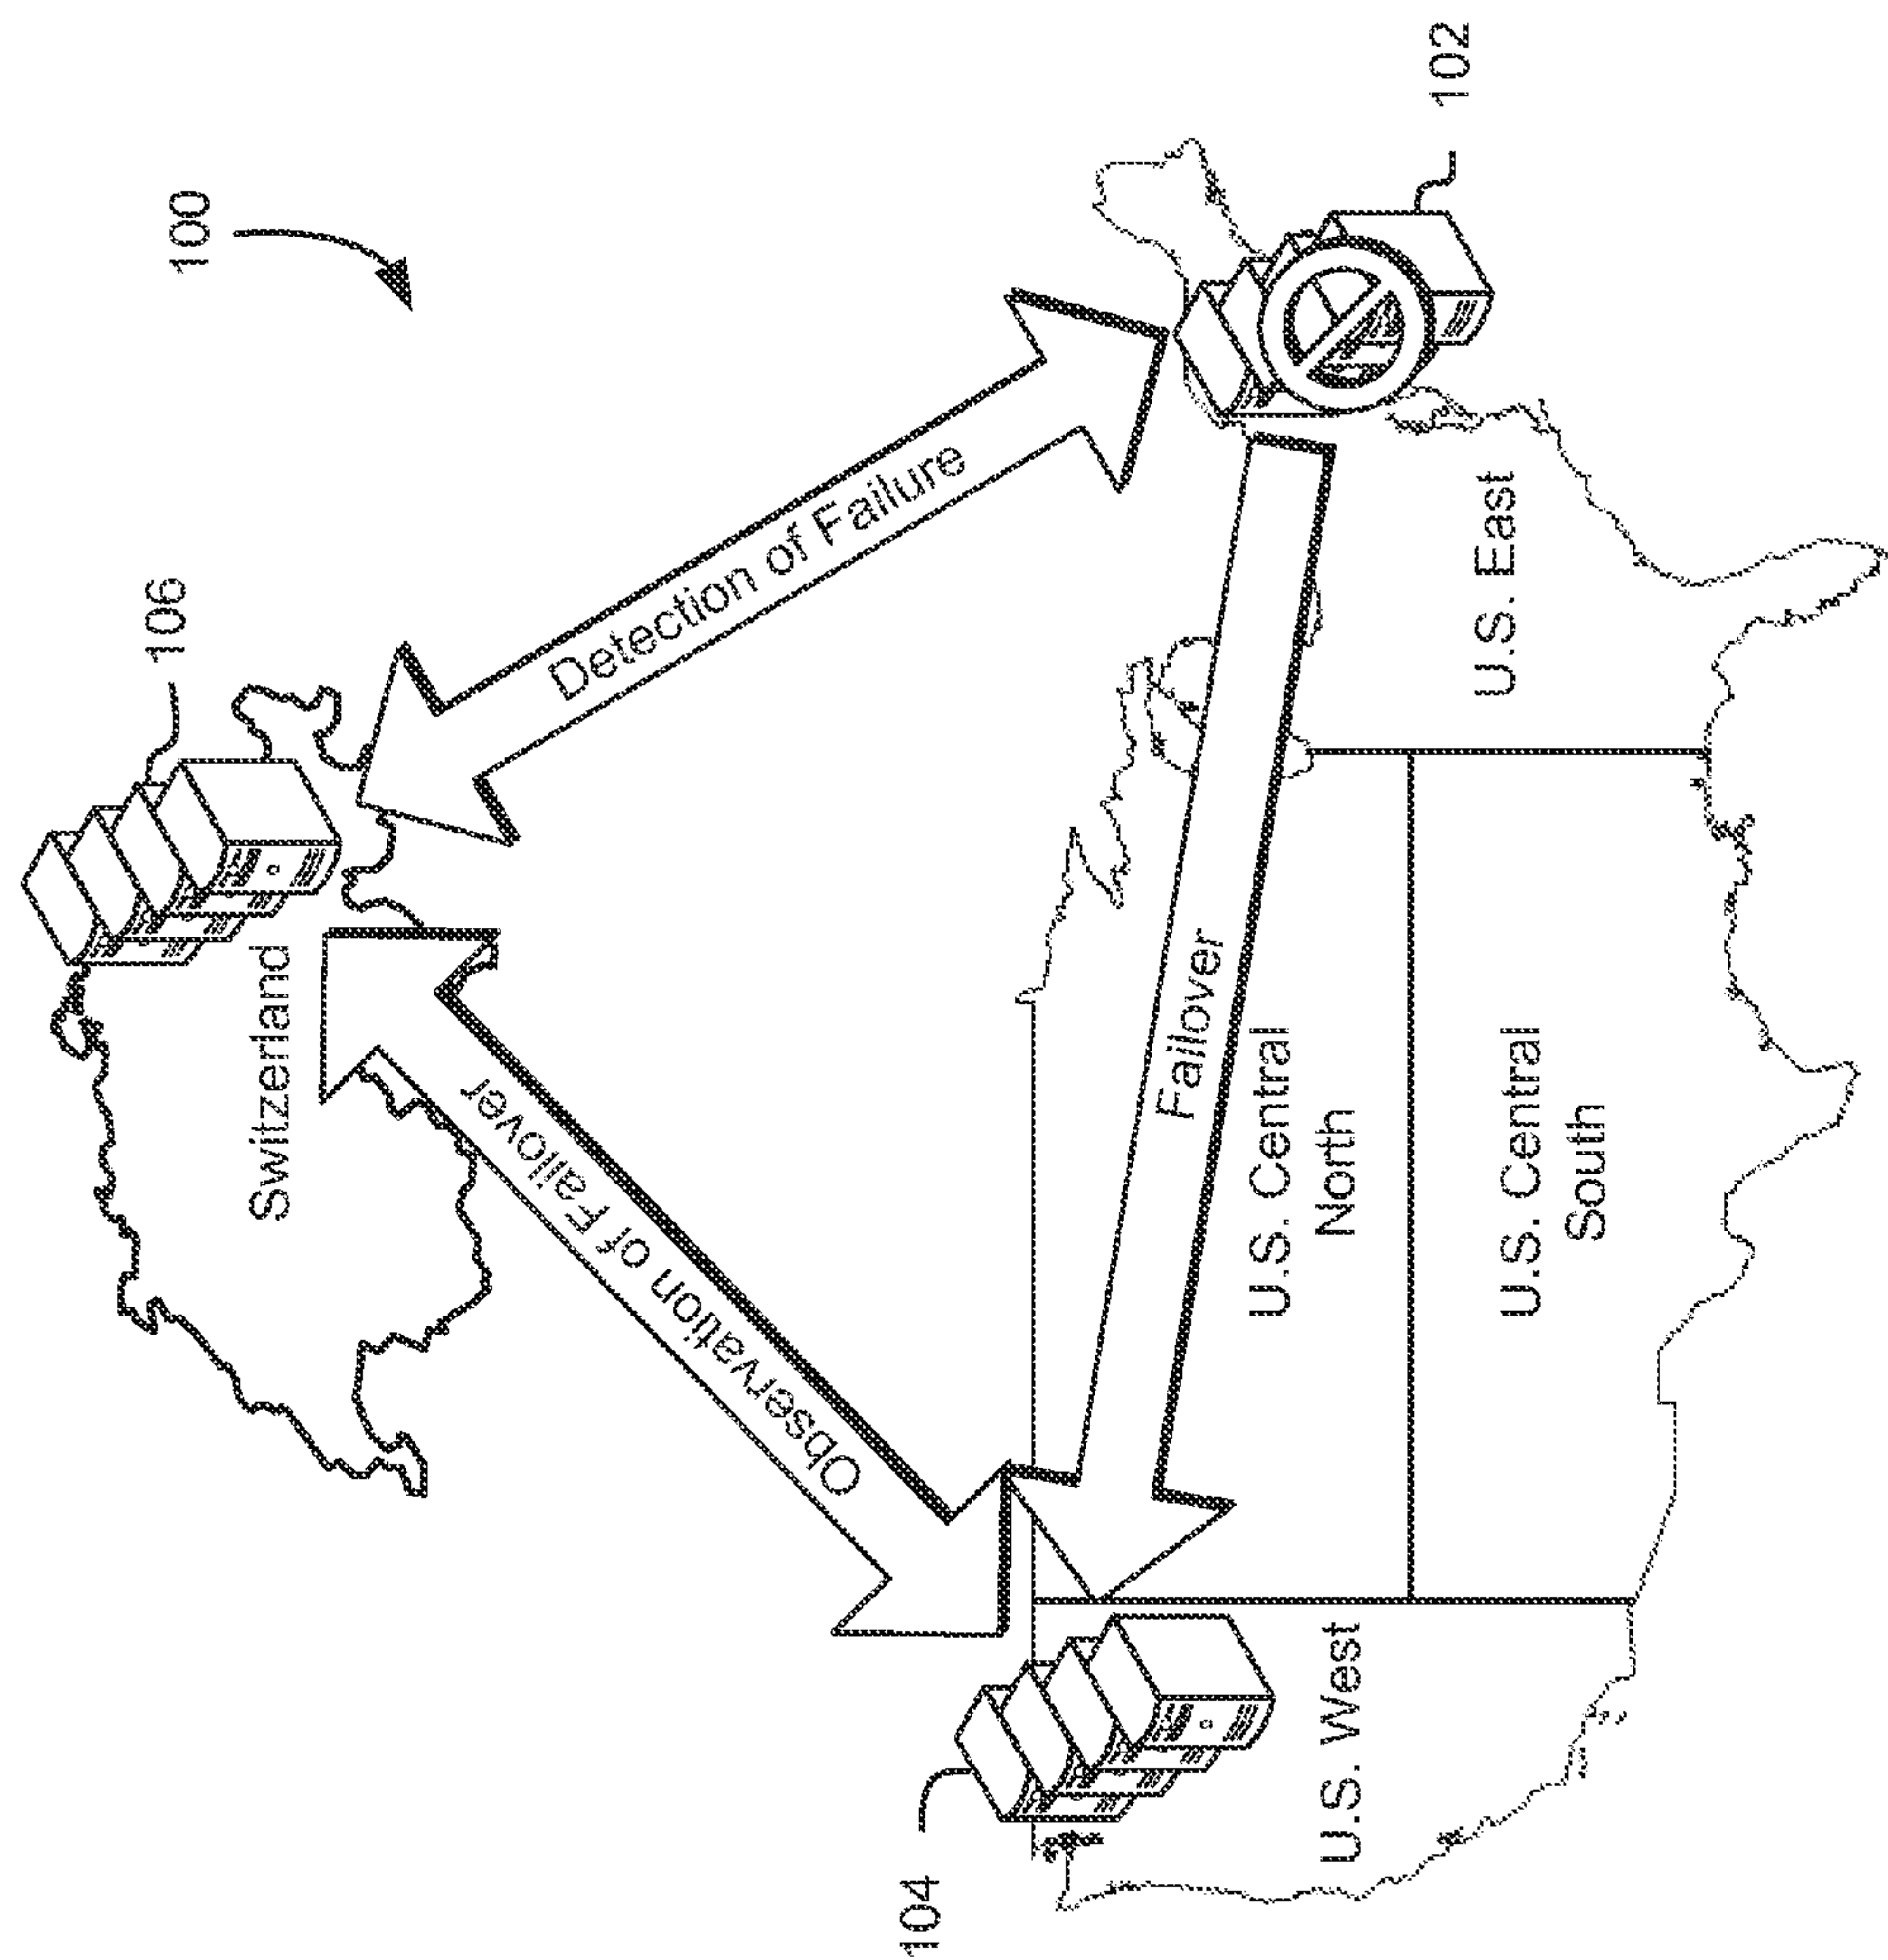 100
106
Switzerland
Detection of Failure
Observation of Failover
102
104
Failover
U.S. West
U.S. Central
North
U.S. Central
South
U.S. East